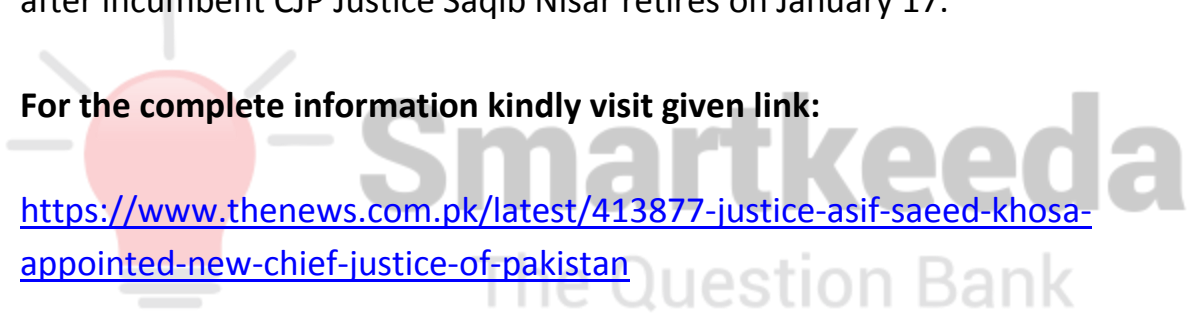 after incumbent CJP Justice Saqib Nisar retires on January 17.
For the complete information kindly visit given link:
Smartkeeda
https://www.thenews.com.pk/latest/413877-justice-asif-saeed-khosa-
appointed-new-chief-justice-of-pakistan
The Question Bank